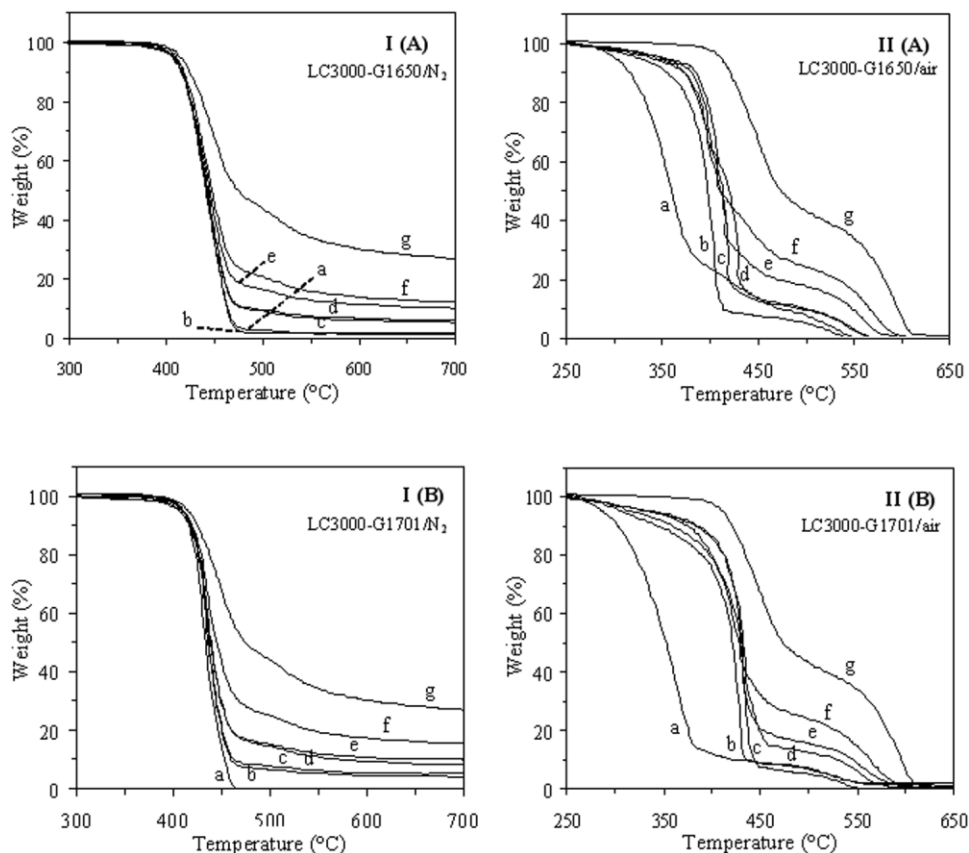 I (A)
LC3000-G1650/N₂
Weight (%)
100
80
60
40
20
0
g
f
e
a
d
c
b
300 400 500 600 700
Temperature (°C)
II (A)
LC3000-G1650/air
Weight (%)
100
80
60
40
20
0
a
b
c
d
e
f
g
250 350 450 550 650
Temperature (°C)
I (B)
LC3000-G1701/N₂
Weight (%)
100
80
60
40
20
0
g
f
e
d
c
b
a
300 400 500 600 700
Temperature (°C)
II (B)
LC3000-G1701/air
Weight (%)
100
80
60
40
20
0
a
b
c
d
e
f
g
250 350 450 550 650
Temperature (°C)